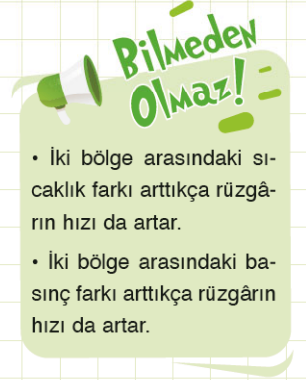 Bilmeden
Olmaz!
• İki bölge arasındaki sı-
caklık farkı arttıkça rüzgâ-
rın hızı da artar.
• İki bölge arasındaki ba-
sınç farkı arttıkça rüzgârın
hızı da artar.